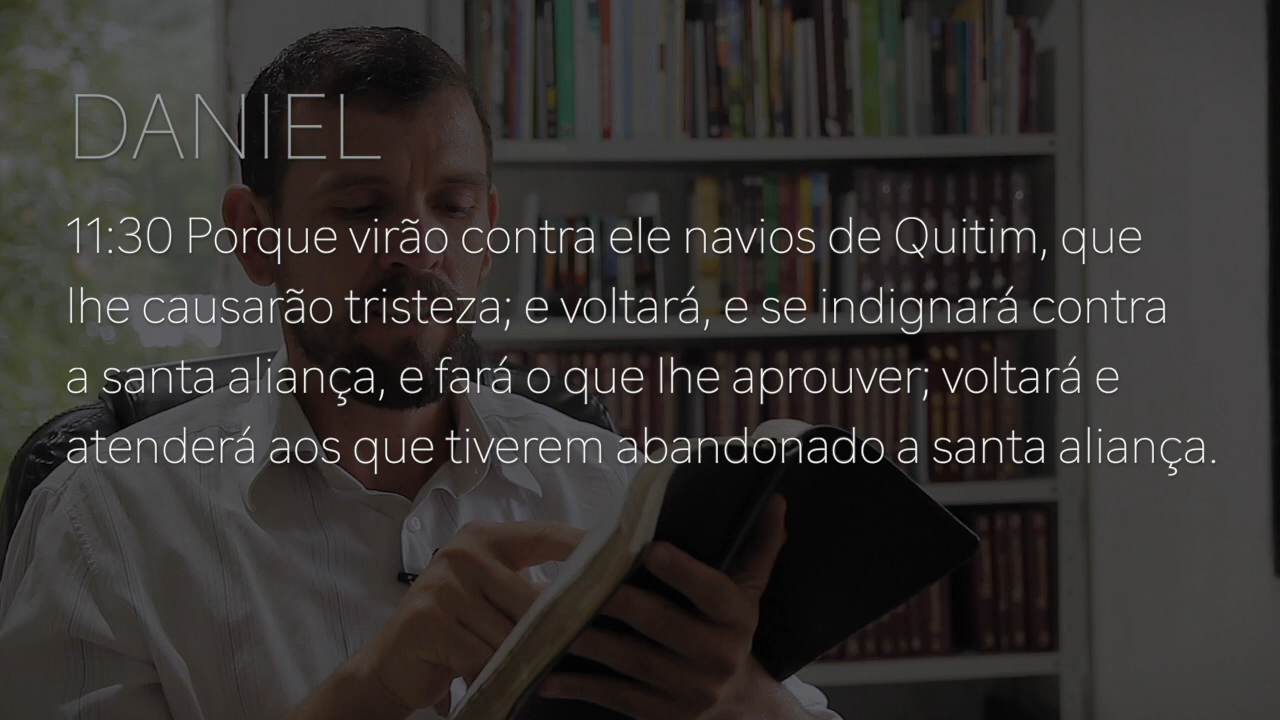 DANIEL
11:30 Porque virão contra ele navios de Quitim, que
lhe causarão tristeza; e voltará, e se indignará contra
a santa aliança, e fará o que lhe aprouver; voltará e
atenderá aos que tiverem abandonado a santa aliança.